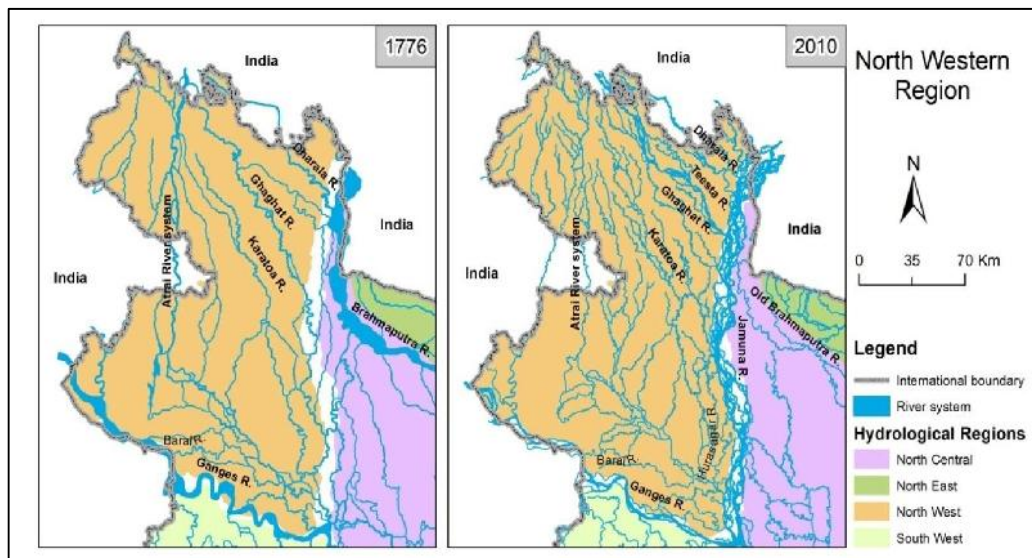 1776
India
Dharala R.
Ghaghat R.
Karatoa R.
Atrai River system
India
India
Brahmaputra R.
Baral R.
Ganges R.
2010
India
Dharala R.
Teesta R.
Ghaghat R.
Karatoa R.
Atrai River system
India
India
Old Brahmaputra R.
Jamuna R.
Hurasagar R.
Baral R.
Ganges R.
North Western
Region
N
0 35 70 Km
Legend
International boundary
River system
Hydrological Regions
North Central
North East
North West
South West